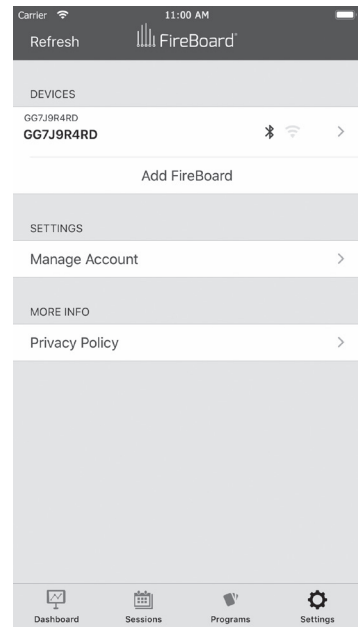 Carrier 11:00 AM
Refresh FireBoard
DEVICES
GG7J9R4RD
GG7J9R4RD
Add FireBoard
SETTINGS
Manage Account
MORE INFO
Privacy Policy
Dashboard Sessions Programs Settings